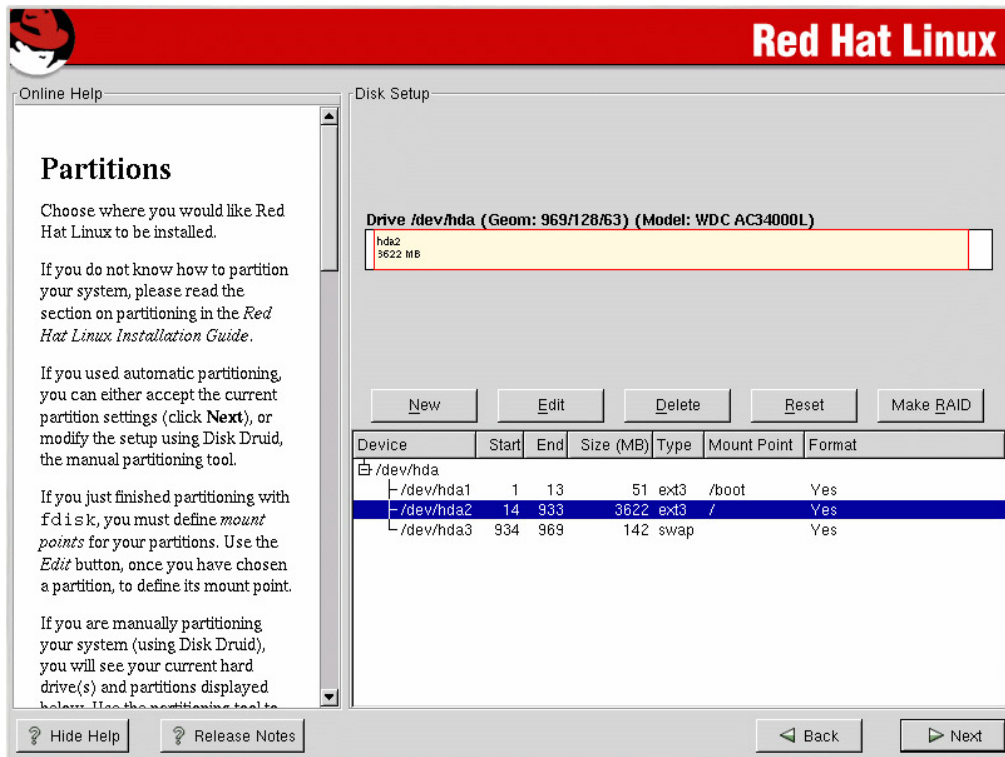 Red Hat Linux
Online Help
Partitions
Choose where you would like Red
Hat Linux to be installed.
If you do not know how to partition
your system, please read the
section on partitioning in the Red
Hat Linux Installation Guide.
If you used automatic partitioning,
you can either accept the current
partition settings (click Next), or
modify the setup using Disk Druid,
the manual partitioning tool.
If you just finished partitioning with
fdisk, you must define mount
points for your partitions. Use the
Edit button, once you have chosen
a partition, to define its mount point.
If you are manually partitioning
your system (using Disk Druid),
you will see your current hard
drive(s) and partitions displayed
below. Use the partitioning tool to
Disk Setup
Drive /dev/hda (Geom: 969/128/63) (Model: WDC AC34000L)
hda2
3622 MB
New Edit Delete Reset Make RAID
Device Start End Size (MB) Type Mount Point Format
/dev/hda
/dev/hda1 1 13 51 ext3 /boot Yes
/dev/hda2 14 933 3622 ext3 / Yes
/dev/hda3 934 969 142 swap Yes
Hide Help Release Notes Back Next